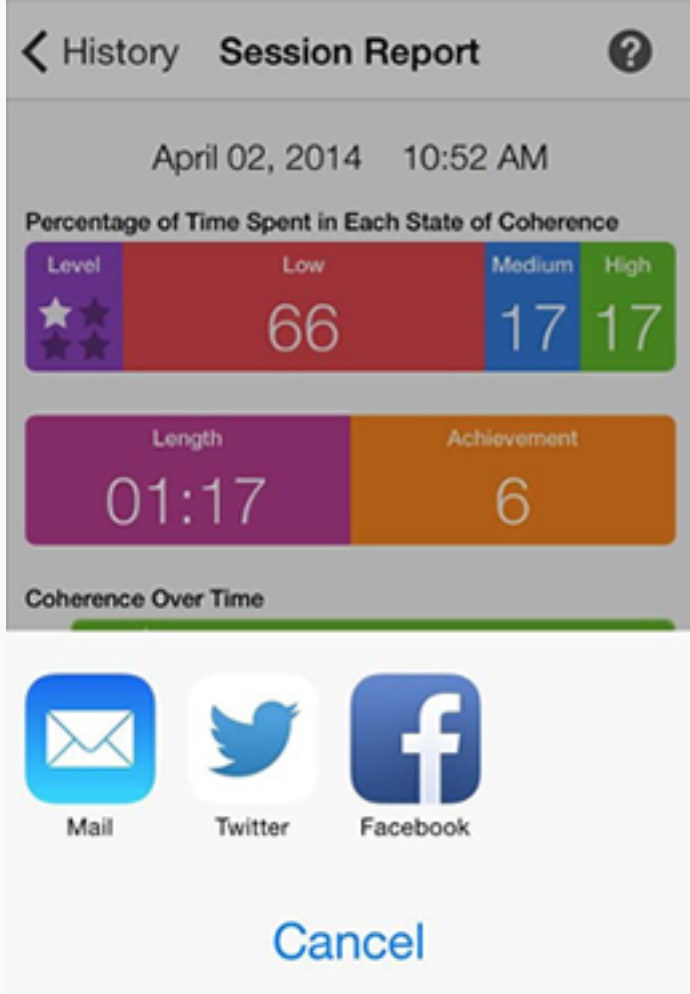 History Session Report ?
April 02, 2014 10:52 AM
Percentage of Time Spent in Each State of Coherence
Level Low Medium High
66 17 17
Length Achievement
01:17 6
Coherence Over Time
Mail Twitter Facebook
Cancel